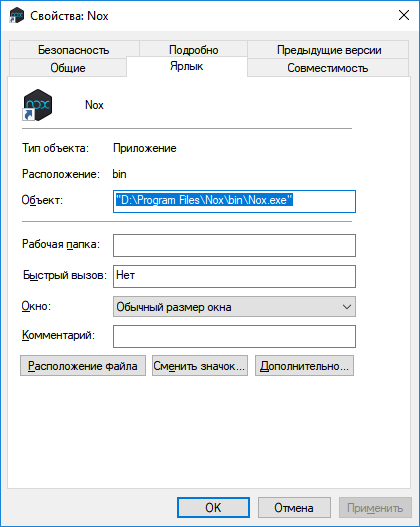 Свойства: Nox
Безопасность Подробно Предыдущие версии
Общие Ярлык Совместимость
nox Nox
Тип объекта: Приложение
Расположение: bin
Объект: "D:\Program Files\Nox\bin\Nox.exe"
Рабочая папка:
Быстрый вызов: Нет
Окно: Обычный размер окна
Комментарий:
Расположение файла Сменить значок... Дополнительно...
OK Отмена Применить